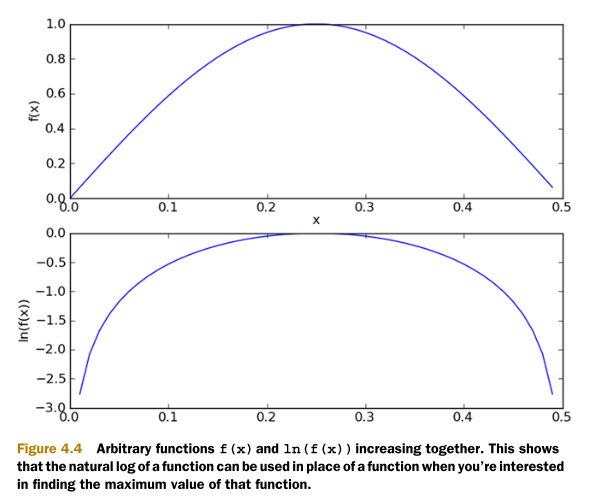 1.0
0.8
0.6
0.4
0.2
0.0
f(x)
0.0 0.1 0.2 0.3 0.4 0.5
x
0.0
−0.5
−1.0
−1.5
−2.0
−2.5
−3.0
ln(f(x))
0.0 0.1 0.2 0.3 0.4 0.5
Figure 4.4 Arbitrary functions f(x) and ln(f(x)) increasing together. This shows
that the natural log of a function can be used in place of a function when you’re interested
in finding the maximum value of that function.